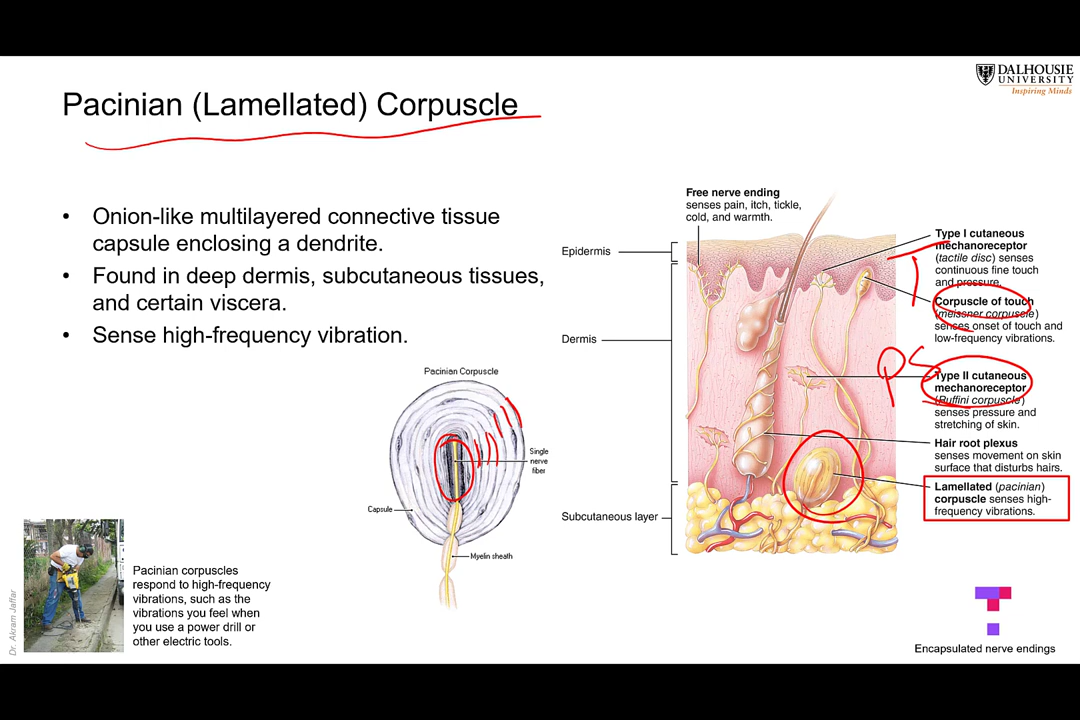 DALHOUSIE
UNIVERSITY
Inspiring Minds
Pacinian (Lamellated) Corpuscle
• Onion-like multilayered connective tissue
capsule enclosing a dendrite.
• Found in deep dermis, subcutaneous tissues,
and certain viscera.
• Sense high-frequency vibration.
Pacinian Corpuscle
Single
nerve
fiber
Capsule
Myelin sheath
Pacinian corpuscles
respond to high-frequency
vibrations, such as the
vibrations you feel when
you use a power drill or
other electric tools.
Dr. Akram Jaffar
Free nerve ending
senses pain, itch, tickle,
cold, and warmth.
Epidermis
Dermis
Subcutaneous layer
Type I cutaneous
mechanoreceptor
(tactile disc) senses
continuous fine touch
and pressure.
Corpuscle of touch
(meissner corpuscle)
senses onset of touch and
low-frequency vibrations.
PS
Type II cutaneous
mechanoreceptor
(Ruffini corpuscle)
senses pressure and
stretching of skin.
Hair root plexus
senses movement on skin
surface that disturbs hairs.
Lamellated (pacinian)
corpuscle senses high-
frequency vibrations.
Encapsulated nerve endings